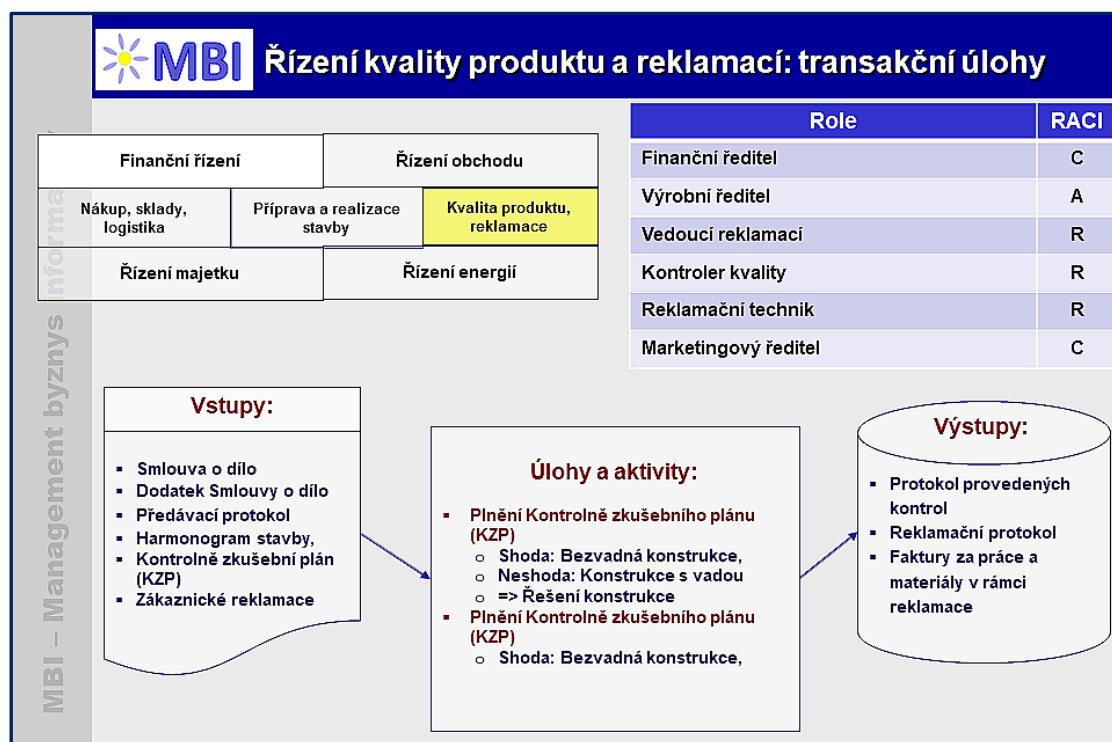 MBI
Řízení kvality produktu a reklamací: transakční úlohy
MBI – Management byznys informa
Finanční řízení
Řízení obchodu
Nákup, sklady,
logistika
Příprava a realizace
stavby
Kvalita produktu,
reklamace
Řízení majetku
Řízení energií
Role RACI
Finanční ředitel C
Výrobní ředitel A
Vedoucí reklamací R
Kontroler kvality R
Reklamační technik R
Marketingový ředitel C
Vstupy:
▪ Smlouva o dílo
▪ Dodatek Smlouvy o dílo
▪ Předávací protokol
▪ Harmonogram stavby,
▪ Kontrolně zkušební plán
(KZP)
▪ Zákaznické reklamace
Úlohy a aktivity:
▪ Plnění Kontrolně zkušebního plánu
(KZP)
o Shoda: Bezvadná konstrukce,
o Neshoda: Konstrukce s vadou
o => Řešení konstrukce
▪ Plnění Kontrolně zkušebního plánu
(KZP)
o Shoda: Bezvadná konstrukce,
Výstupy:
▪ Protokol provedených
kontrol
▪ Reklamační protokol
▪ Faktury za práce a
materiály v rámci
reklamace